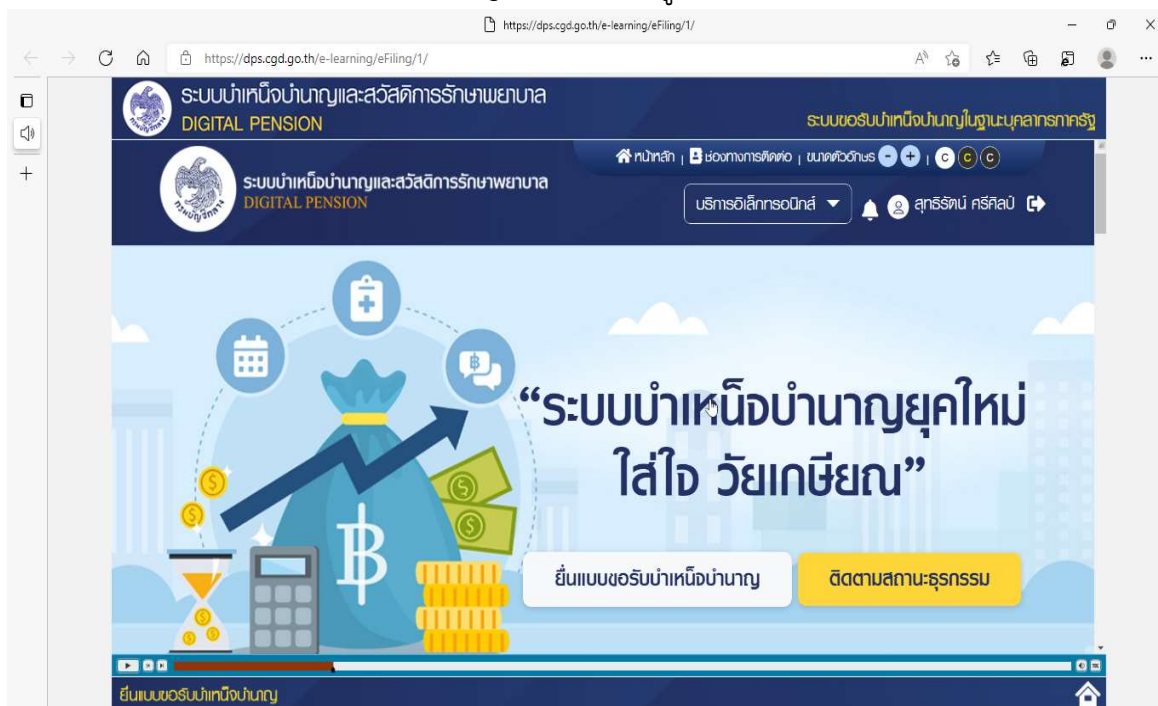 https://dps.cgd.go.th/e-learning/eFiling/1/
https://dps.cgd.go.th/e-learning/eFiling/1/
ระบบบำเหน็จบำนาญและสวัสดิการรักษาพยาบาล
DIGITAL PENSION
ระบบขอรับบำเหน็จบำนาญในฐานะบุคลากรภาครัฐ
หน้าหลัก | ช่องทางการติดต่อ | ขนาดตัวอักษร - + | C C C
ระบบบำเหน็จบำนาญและสวัสดิการรักษาพยาบาล
DIGITAL PENSION
บริการอิเล็กทรอนิกส์
สุทธิรัตน์ ศรีศิลป์
“ระบบบำเหน็จบำนาญยุคใหม่
ใส่ใจ วัยเกษียณ”
ยื่นแบบขอรับบำเหน็จบำนาญ
ติดตามสถานะธุรกรรม
ยื่นแบบขอรับบำเหน็จบำนาญ